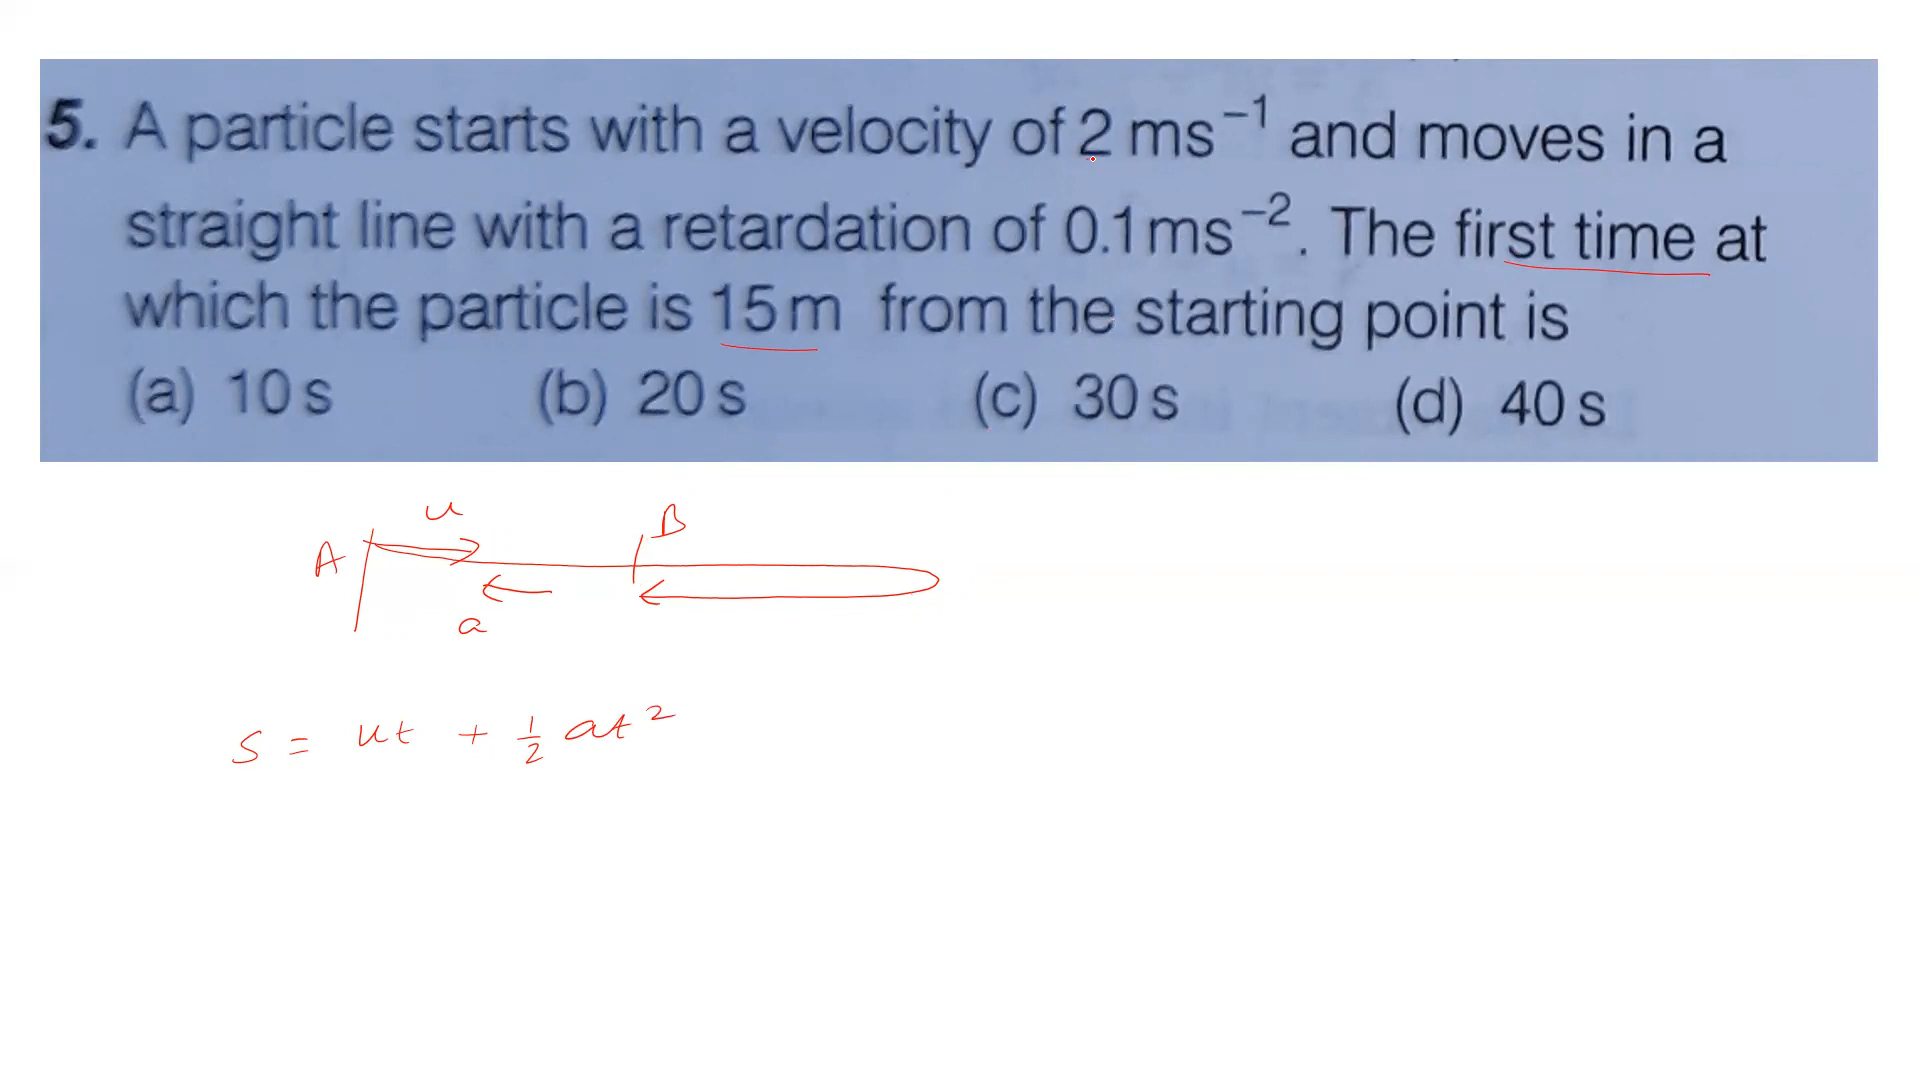 5. A particle starts with a velocity of 2 ms⁻¹ and moves in a
straight line with a retardation of 0.1 ms⁻². The first time at
which the particle is 15 m from the starting point is
(a) 10 s (b) 20 s (c) 30 s (d) 40 s
u
A B
a
s = ut + 1/2 at²